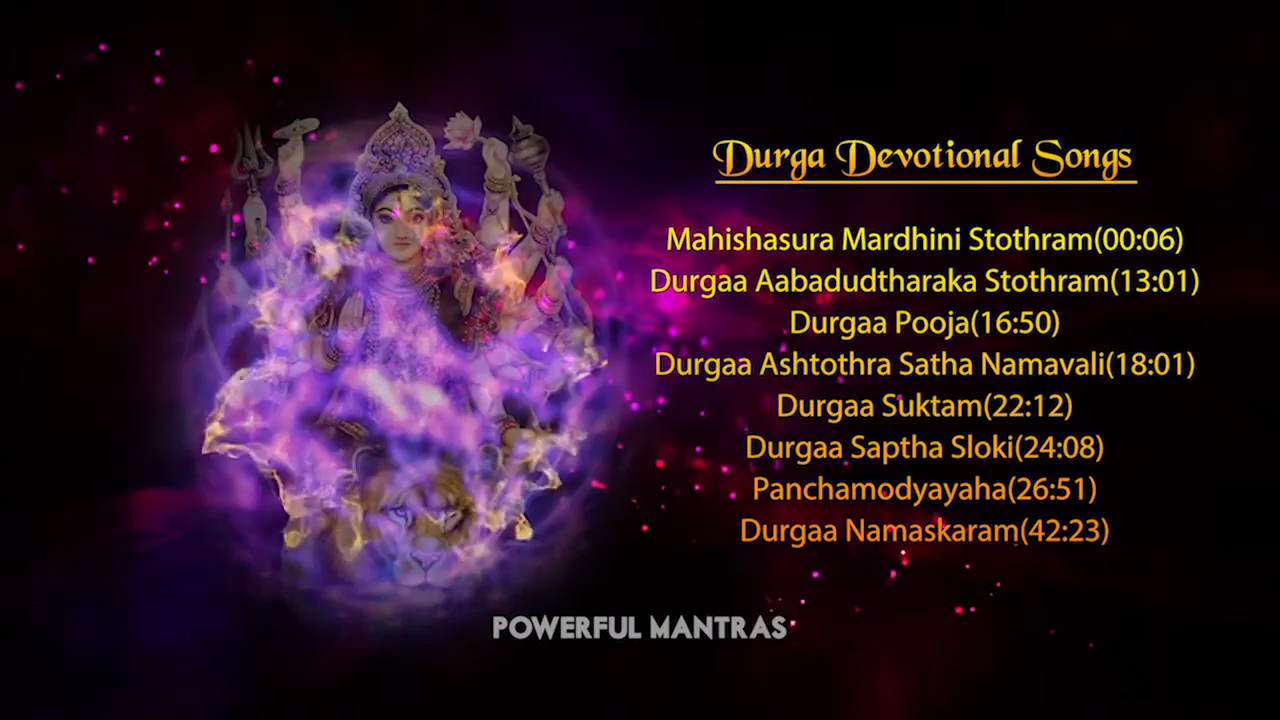 Durga Devotional Songs
Mahishasura Mardhini Stothram(00:06)
Durgaa Aabadudtharaka Stothram(13:01)
Durgaa Pooja(16:50)
Durgaa Ashtothra Satha Namavali(18:01)
Durgaa Suktam(22:12)
Durgaa Saptha Sloki(24:08)
Panchamodyayaha(26:51)
Durgaa Namaskaram(42:23)
POWERFUL MANTRAS